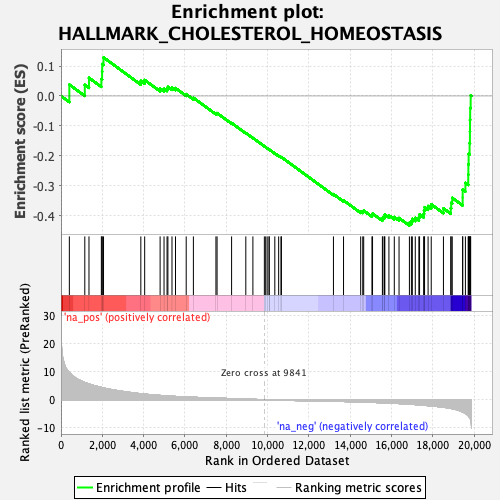 Enrichment plot:
HALLMARK_CHOLESTEROL_HOMEOSTASIS
Enrichment score (ES)
0.1
0.0
-0.1
-0.2
-0.3
-0.4
'na_pos' (positively correlated)
Ranked list metric (PreRanked)
30
20
10
0
-10
Zero cross at 9841
'na_neg' (negatively correlated)
0
2,000
4,000
6,000
8,000
10,000
12,000
14,000
16,000
18,000
20,000
Rank in Ordered Dataset
Enrichment profile
Hits
Ranking metric scores